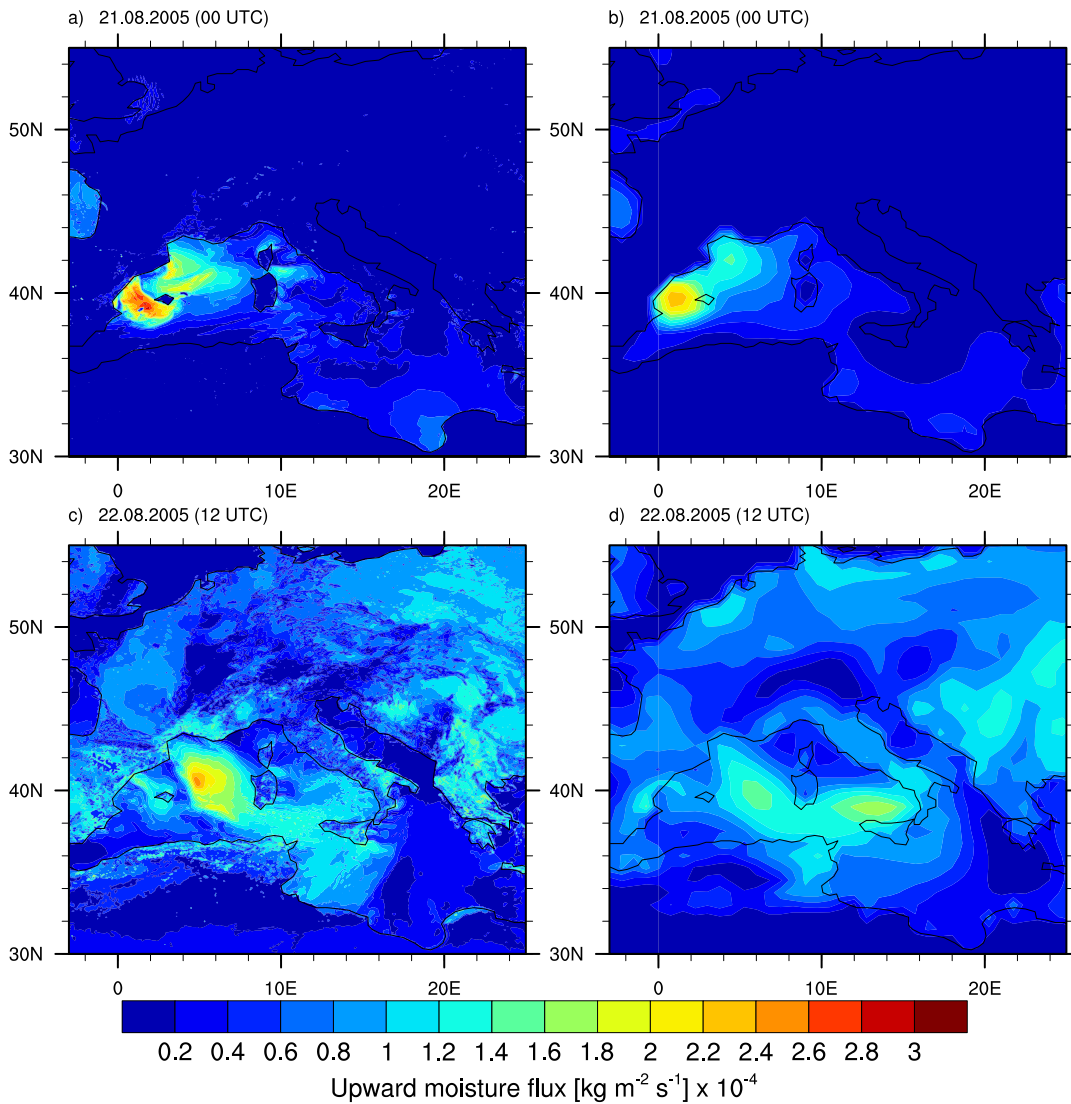 a) 21.08.2005 (00 UTC)
b) 21.08.2005 (00 UTC)
50N
40N
30N
50N
40N
30N
0 10E 20E
0 10E 20E
c) 22.08.2005 (12 UTC)
d) 22.08.2005 (12 UTC)
50N
40N
30N
50N
40N
30N
0 10E 20E
0 10E 20E
0.2 0.4 0.6 0.8 1 1.2 1.4 1.6 1.8 2 2.2 2.4 2.6 2.8 3
Upward moisture flux [kg m⁻² s⁻¹] x 10⁻⁴